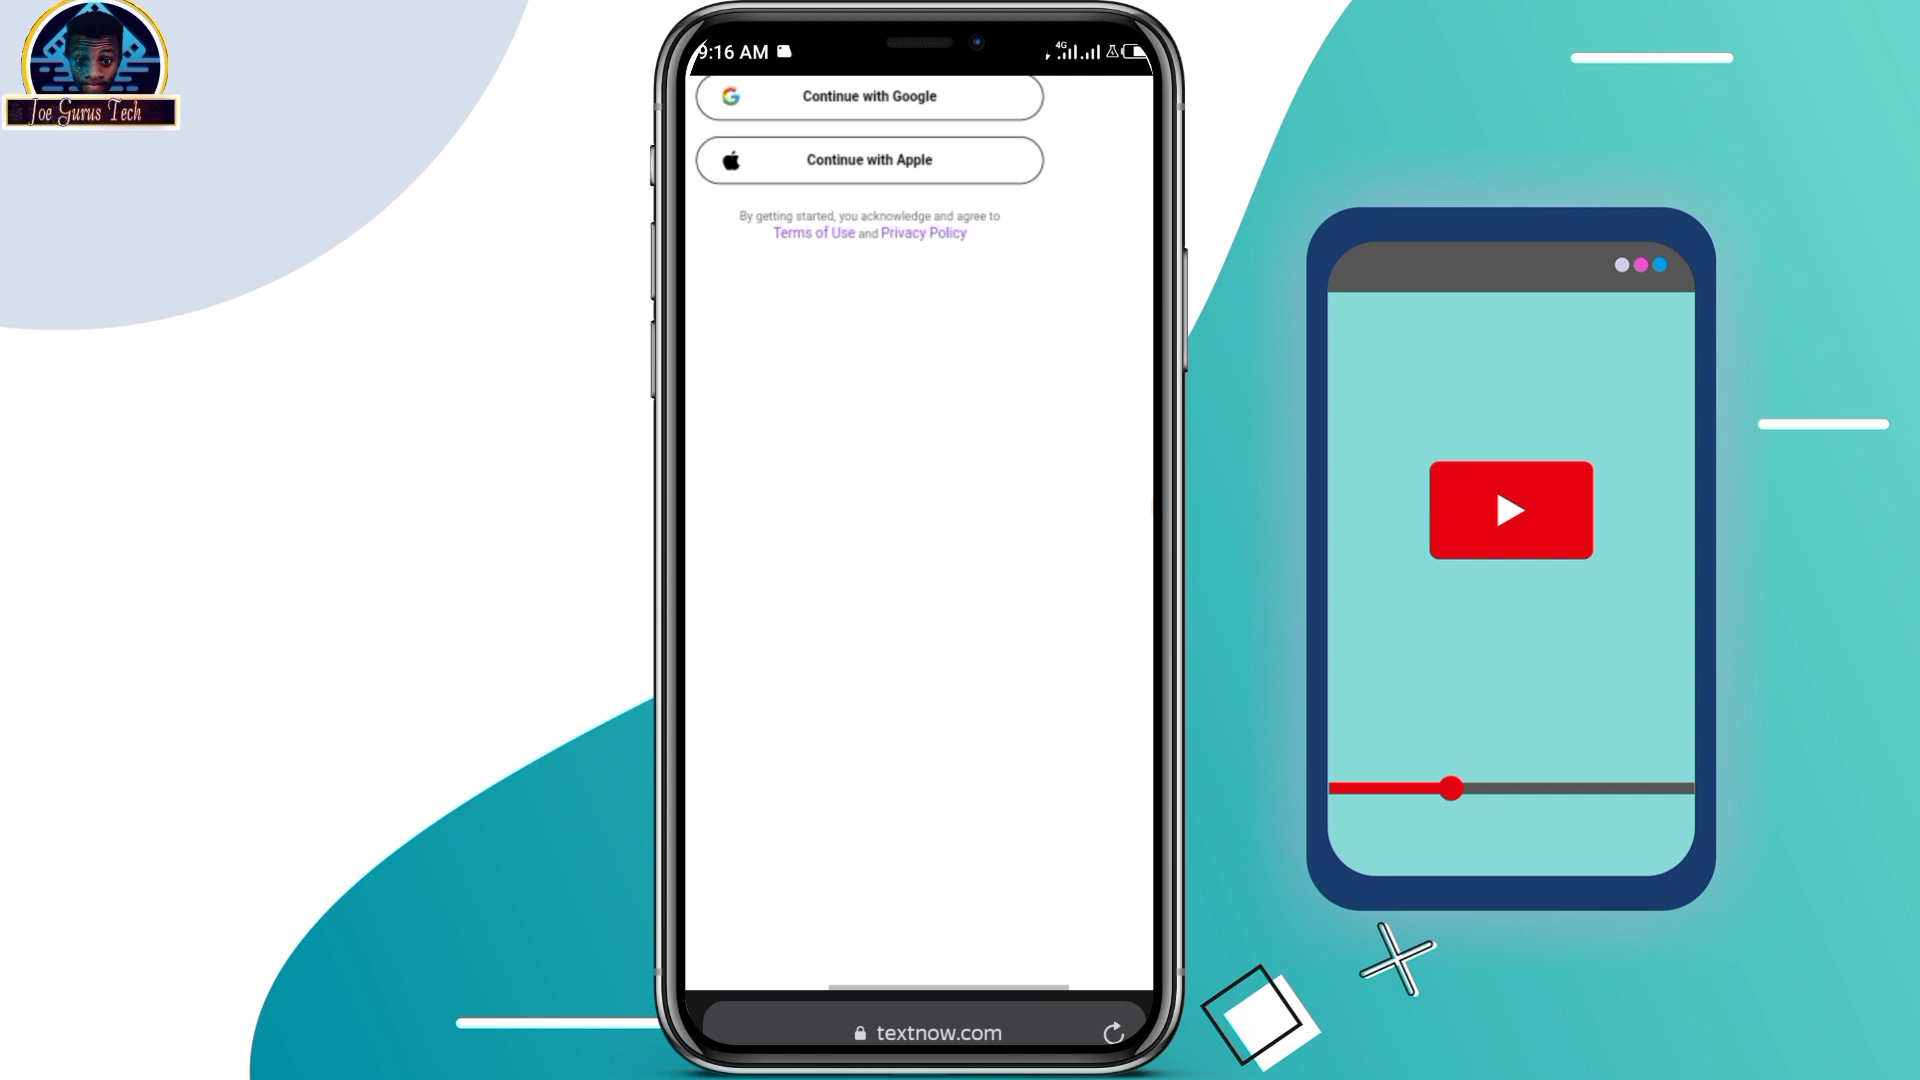 Joe Gurus Tech
9:16 AM
4G
Continue with Google
Continue with Apple
By getting started, you acknowledge and agree to
Terms of Use and Privacy Policy
textnow.com